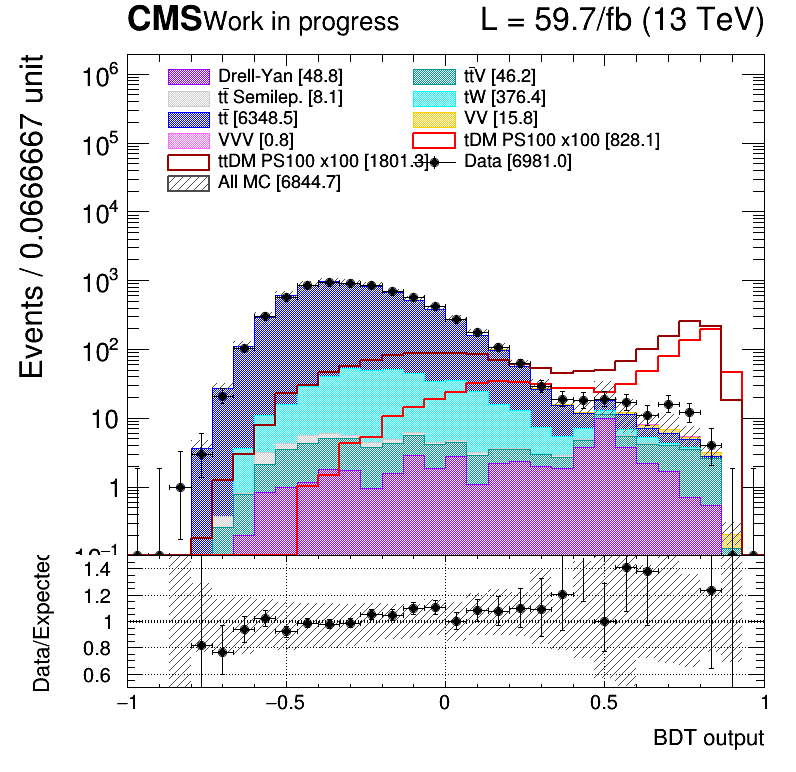 CMS Work in progress L = 59.7/fb (13 TeV)
Events / 0.0666667 unit
10⁶
10⁵
10⁴
10³
10²
10
1
10⁻¹
Drell-Yan [48.8] tt̄V [46.2]
tt̄ Semilep. [8.1] tW [376.4]
tt̄ [6348.5] VV [15.8]
VVV [0.8] tDM PS100 x100 [828.1]
ttDM PS100 x100 [1801.3] Data [6981.0]
All MC [6844.7]
Data/Expected
1.4
1.2
1
0.8
0.6
−1 −0.5 0 0.5 1
BDT output